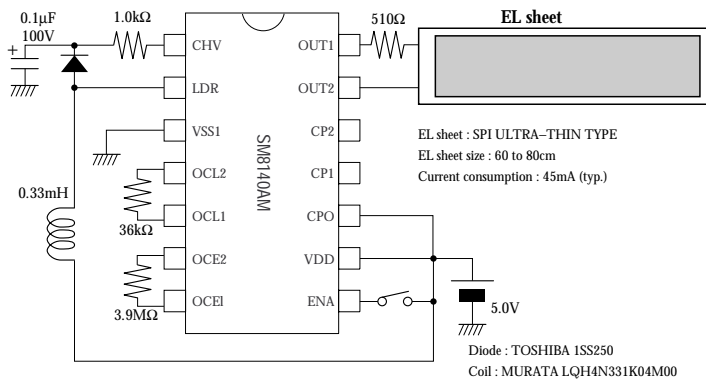 EL sheet
0.1µF
100V
+
1.0kΩ
510Ω
CHV
OUT1
LDR
OUT2
VSS1
CP2
OCL2
CP1
OCL1
CPO
OCE2
VDD
OCEl
ENA
SM8140AM
0.33mH
36kΩ
3.9MΩ
EL sheet : SPI ULTRA–THIN TYPE
EL sheet size : 60 to 80cm
Current consumption : 45mA (typ.)
5.0V
Diode : TOSHIBA 1SS250
Coil : MURATA LQH4N331K04M00